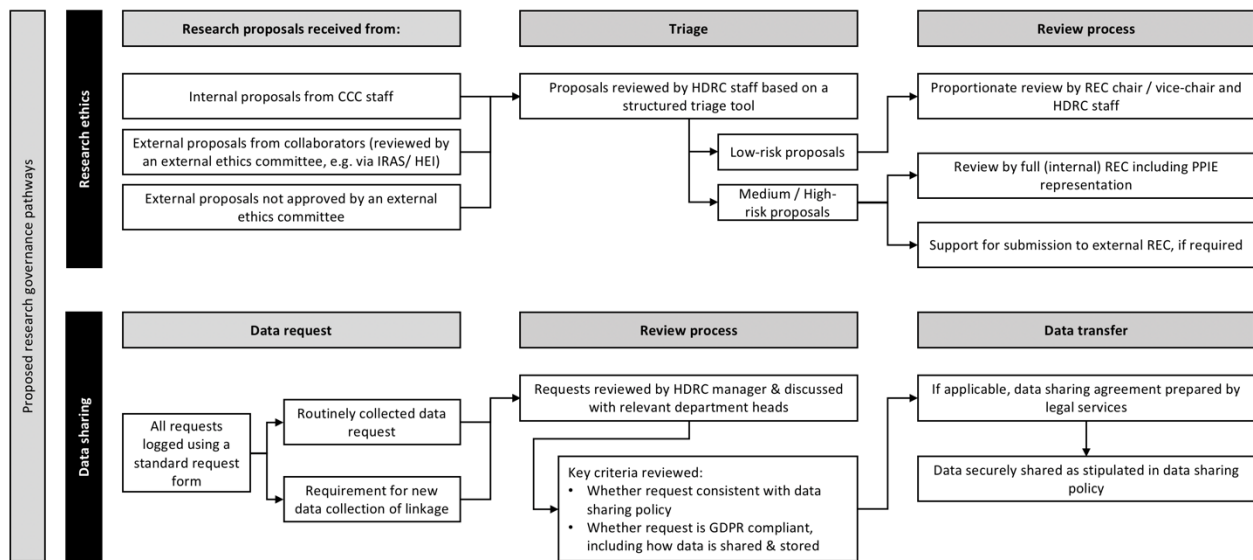 Proposed research governance pathways
Research ethics
Research proposals received from:
Triage
Review process
Internal proposals from CCC staff
External proposals from collaborators (reviewed by
an external ethics committee, e.g. via IRAS/ HEI)
External proposals not approved by an external
ethics committee
Proposals reviewed by HDRC staff based on a
structured triage tool
Low-risk proposals
Medium / High-
risk proposals
Proportionate review by REC chair / vice-chair and
HDRC staff
Review by full (internal) REC including PPIE
representation
Support for submission to external REC, if required
Data sharing
Data request
Review process
Data transfer
All requests
logged using a
standard request
form
Routinely collected data
request
Requirement for new
data collection of linkage
Requests reviewed by HDRC manager & discussed
with relevant department heads
Key criteria reviewed:
• Whether request consistent with data
sharing policy
• Whether request is GDPR compliant,
including how data is shared & stored
If applicable, data sharing agreement prepared by
legal services
Data securely shared as stipulated in data sharing
policy